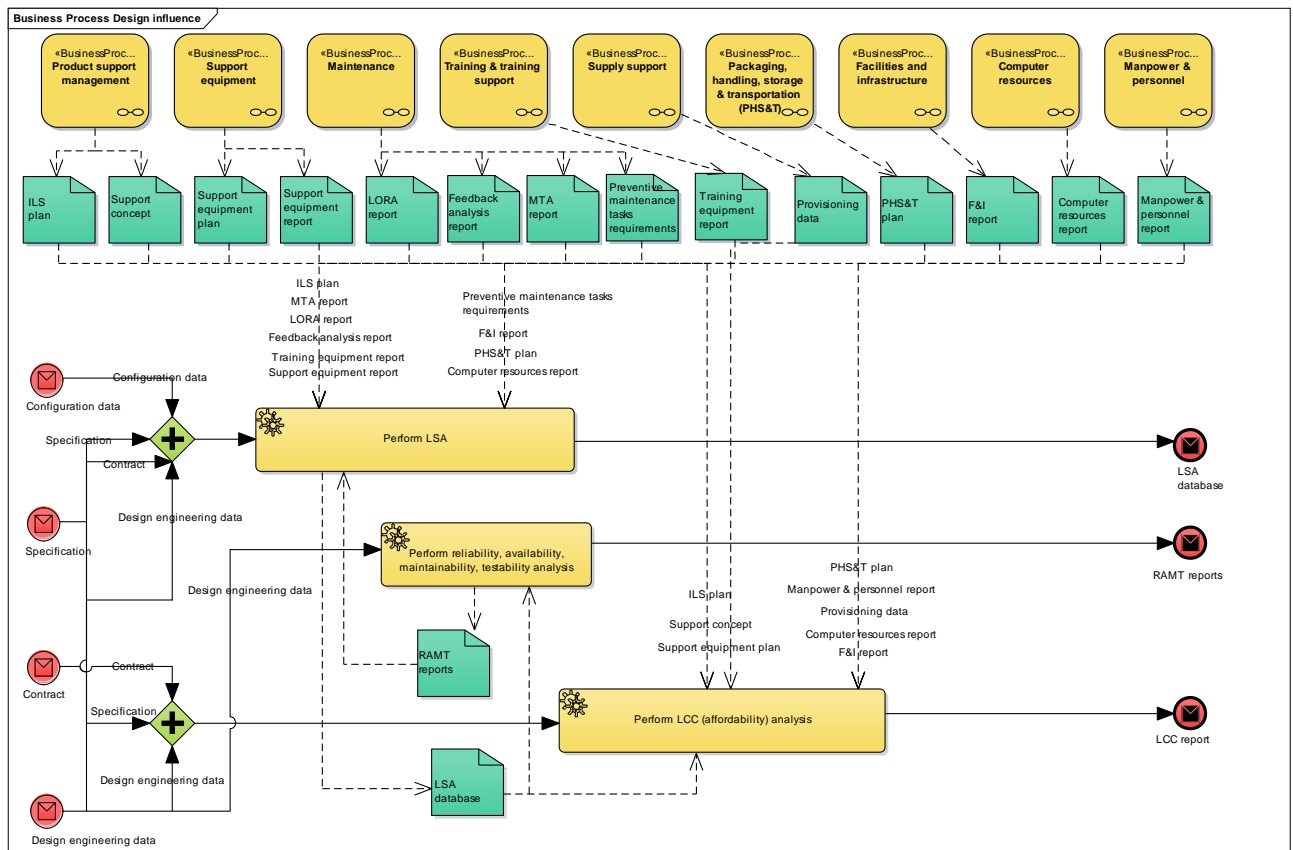 Business Process Design influence
«BusinessProc...
Product support
management
«BusinessProc...
Support
equipment
«BusinessProc...
Maintenance
«BusinessProc...
Training & training
support
«BusinessProc...
Supply support
«BusinessProc...
Packaging,
handling, storage
& transportation
(PHS&T)
«BusinessProc...
Facilities and
infrastructure
«BusinessProc...
Computer
resources
«BusinessProc...
Manpower &
personnel
ILS
plan
Support
concept
Support
equipment
plan
Support
equipment
report
LORA
report
Feedback
analysis
report
MTA
report
Preventive
maintenance
tasks
requirements
Training
equipment
report
Provisioning
data
PHS&T
plan
F&I
report
Computer
resources
report
Manpower &
personnel
report
ILS plan
MTA report
LORA report
Feedback analysis report
Training equipment report
Support equipment report
Preventive maintenance tasks
requirements
F&I report
PHS&T plan
Computer resources report
Configuration data
Configuration data
Specification
Contract
Perform LSA
LSA
database
Design engineering data
Specification
Perform reliability, availability,
maintainability, testability analysis
RAMT reports
Design engineering data
ILS plan
Support concept
Support equipment plan
PHS&T plan
Manpower & personnel report
Provisioning data
Computer resources report
F&I report
RAMT
reports
Contract
Contract
Specification
Perform LCC (affordability) analysis
LCC report
Design engineering data
LSA
database
Design engineering data